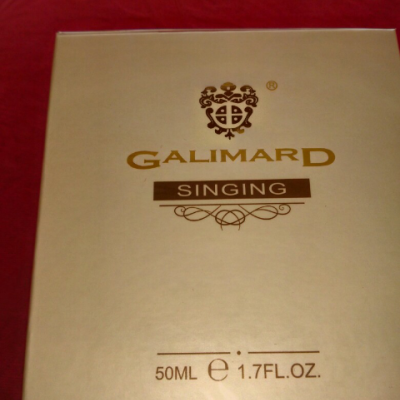 ®
GALIMARD
SINGING
50ML ℮ 1.7FL.OZ.